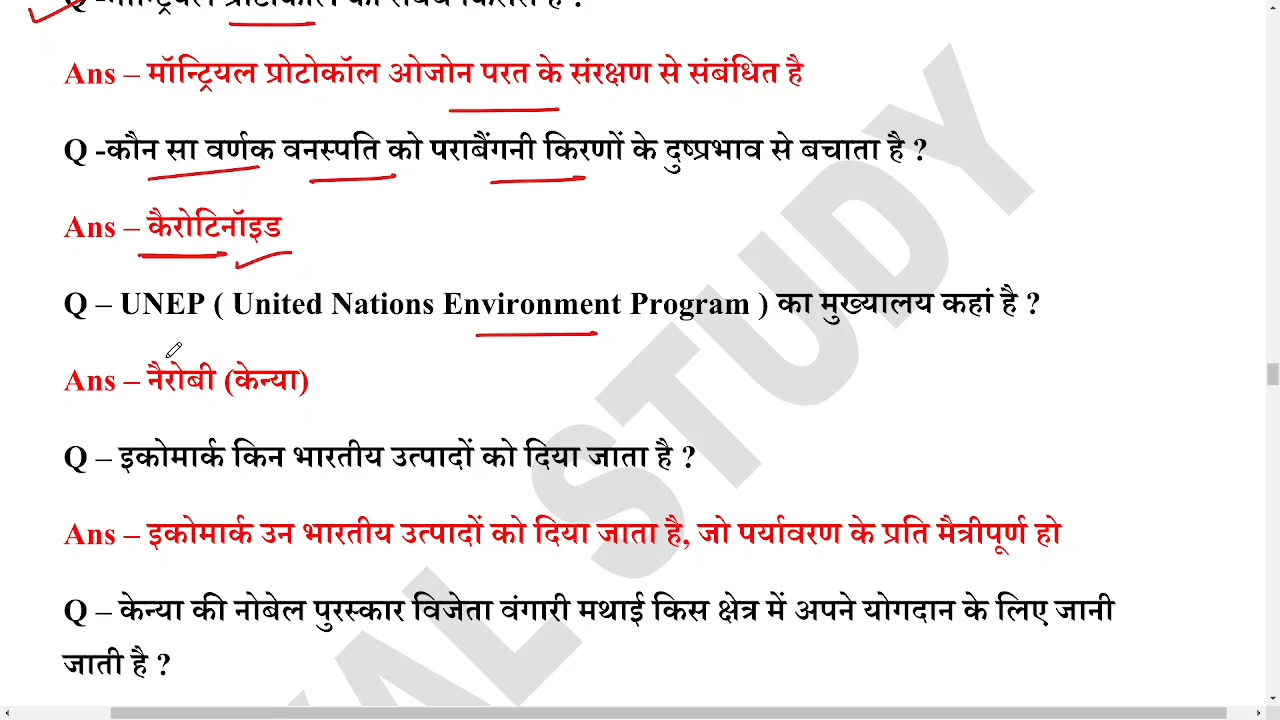 Ans – मॉन्ट्रियल प्रोटोकॉल ओजोन परत के संरक्षण से संबंधित है
Q -कौन सा वर्णक वनस्पति को पराबैंगनी किरणों के दुष्प्रभाव से बचाता है ?
Ans – कैरोटिनॉइड
Q – UNEP ( United Nations Environment Program ) का मुख्यालय कहां है ?
Ans – नैरोबी (केन्या)
Q – इकोमार्क किन भारतीय उत्पादों को दिया जाता है ?
Ans – इकोमार्क उन भारतीय उत्पादों को दिया जाता है, जो पर्यावरण के प्रति मैत्रीपूर्ण हो
Q – केन्या की नोबेल पुरस्कार विजेता वंगारी मथाई किस क्षेत्र में अपने योगदान के लिए जानी
जाती है ?
AL STUDY